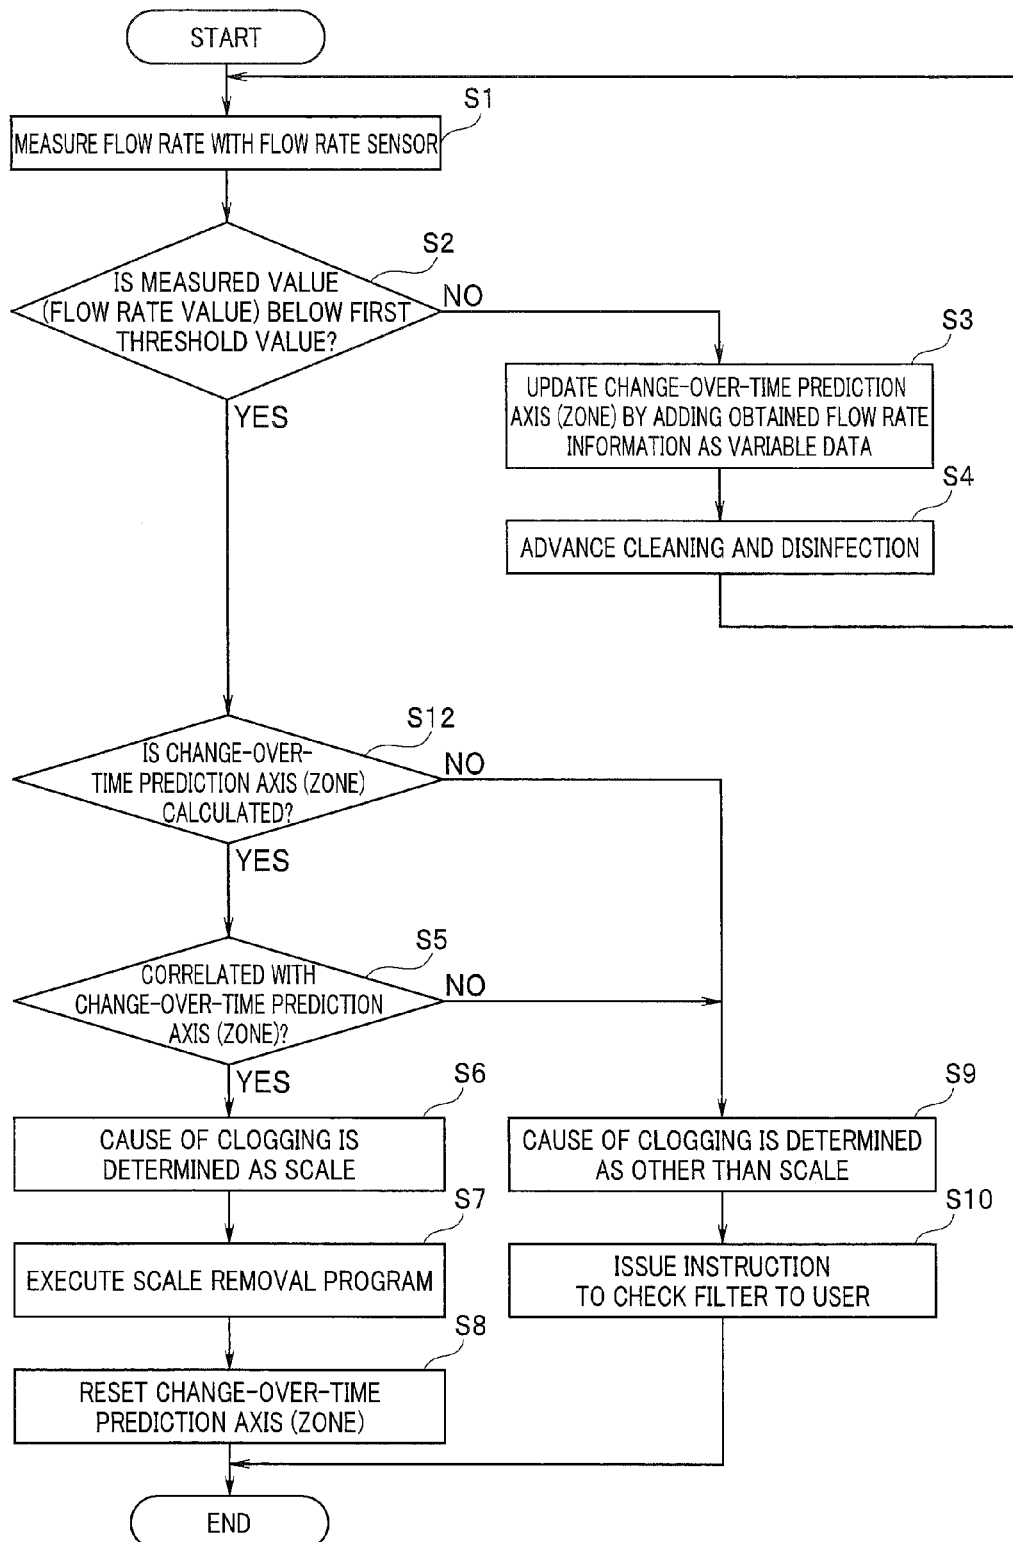 START
S1
MEASURE FLOW RATE WITH FLOW RATE SENSOR
S2
IS MEASURED VALUE
(FLOW RATE VALUE) BELOW FIRST
THRESHOLD VALUE?
NO
YES
S3
UPDATE CHANGE-OVER-TIME PREDICTION
AXIS (ZONE) BY ADDING OBTAINED FLOW RATE
INFORMATION AS VARIABLE DATA
S4
ADVANCE CLEANING AND DISINFECTION
S12
IS CHANGE-OVER-
TIME PREDICTION AXIS (ZONE)
CALCULATED?
NO
YES
S5
CORRELATED WITH
CHANGE-OVER-TIME PREDICTION
AXIS (ZONE)?
NO
YES
S6
CAUSE OF CLOGGING IS
DETERMINED AS SCALE
S9
CAUSE OF CLOGGING IS DETERMINED
AS OTHER THAN SCALE
S7
EXECUTE SCALE REMOVAL PROGRAM
S10
ISSUE INSTRUCTION
TO CHECK FILTER TO USER
S8
RESET CHANGE-OVER-TIME
PREDICTION AXIS (ZONE)
END